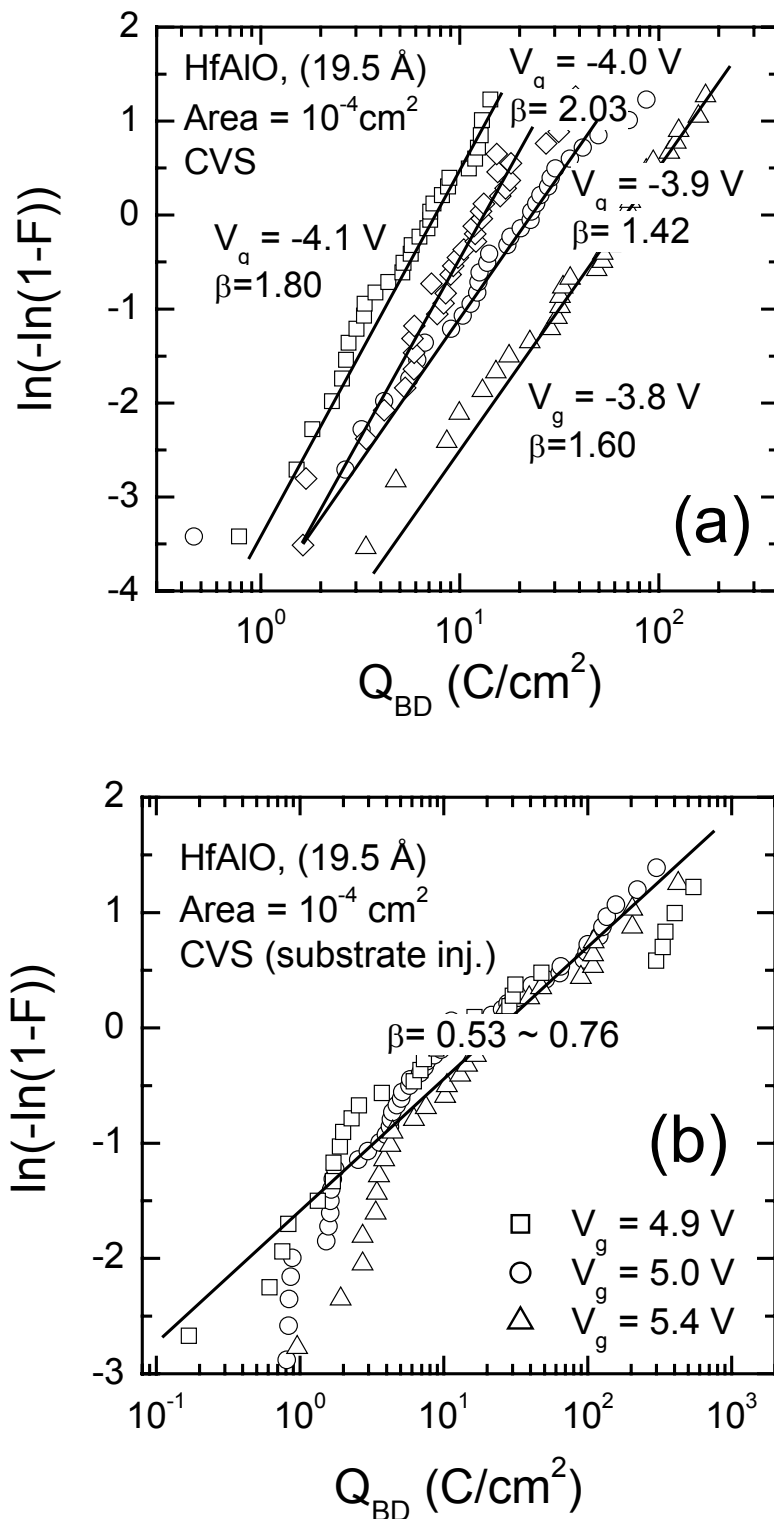 2
HfAlO, (19.5 Å)
Area = 10⁻⁴cm²
CVS
V_g = -4.0 V
β= 2.03
1
0
V_g = -3.9 V
β= 1.42
V_g = -4.1 V
β=1.80
-1
-2
V_g = -3.8 V
β=1.60
-3
(a)
-4
ln(-ln(1-F))
10⁰ 10¹ 10²
Q_BD (C/cm²)
2
HfAlO, (19.5 Å)
Area = 10⁻⁴ cm²
CVS (substrate inj.)
1
0
β= 0.53 ~ 0.76
-1
(b)
-2
V_g = 4.9 V
V_g = 5.0 V
V_g = 5.4 V
-3
ln(-ln(1-F))
10⁻¹ 10⁰ 10¹ 10² 10³
Q_BD (C/cm²)